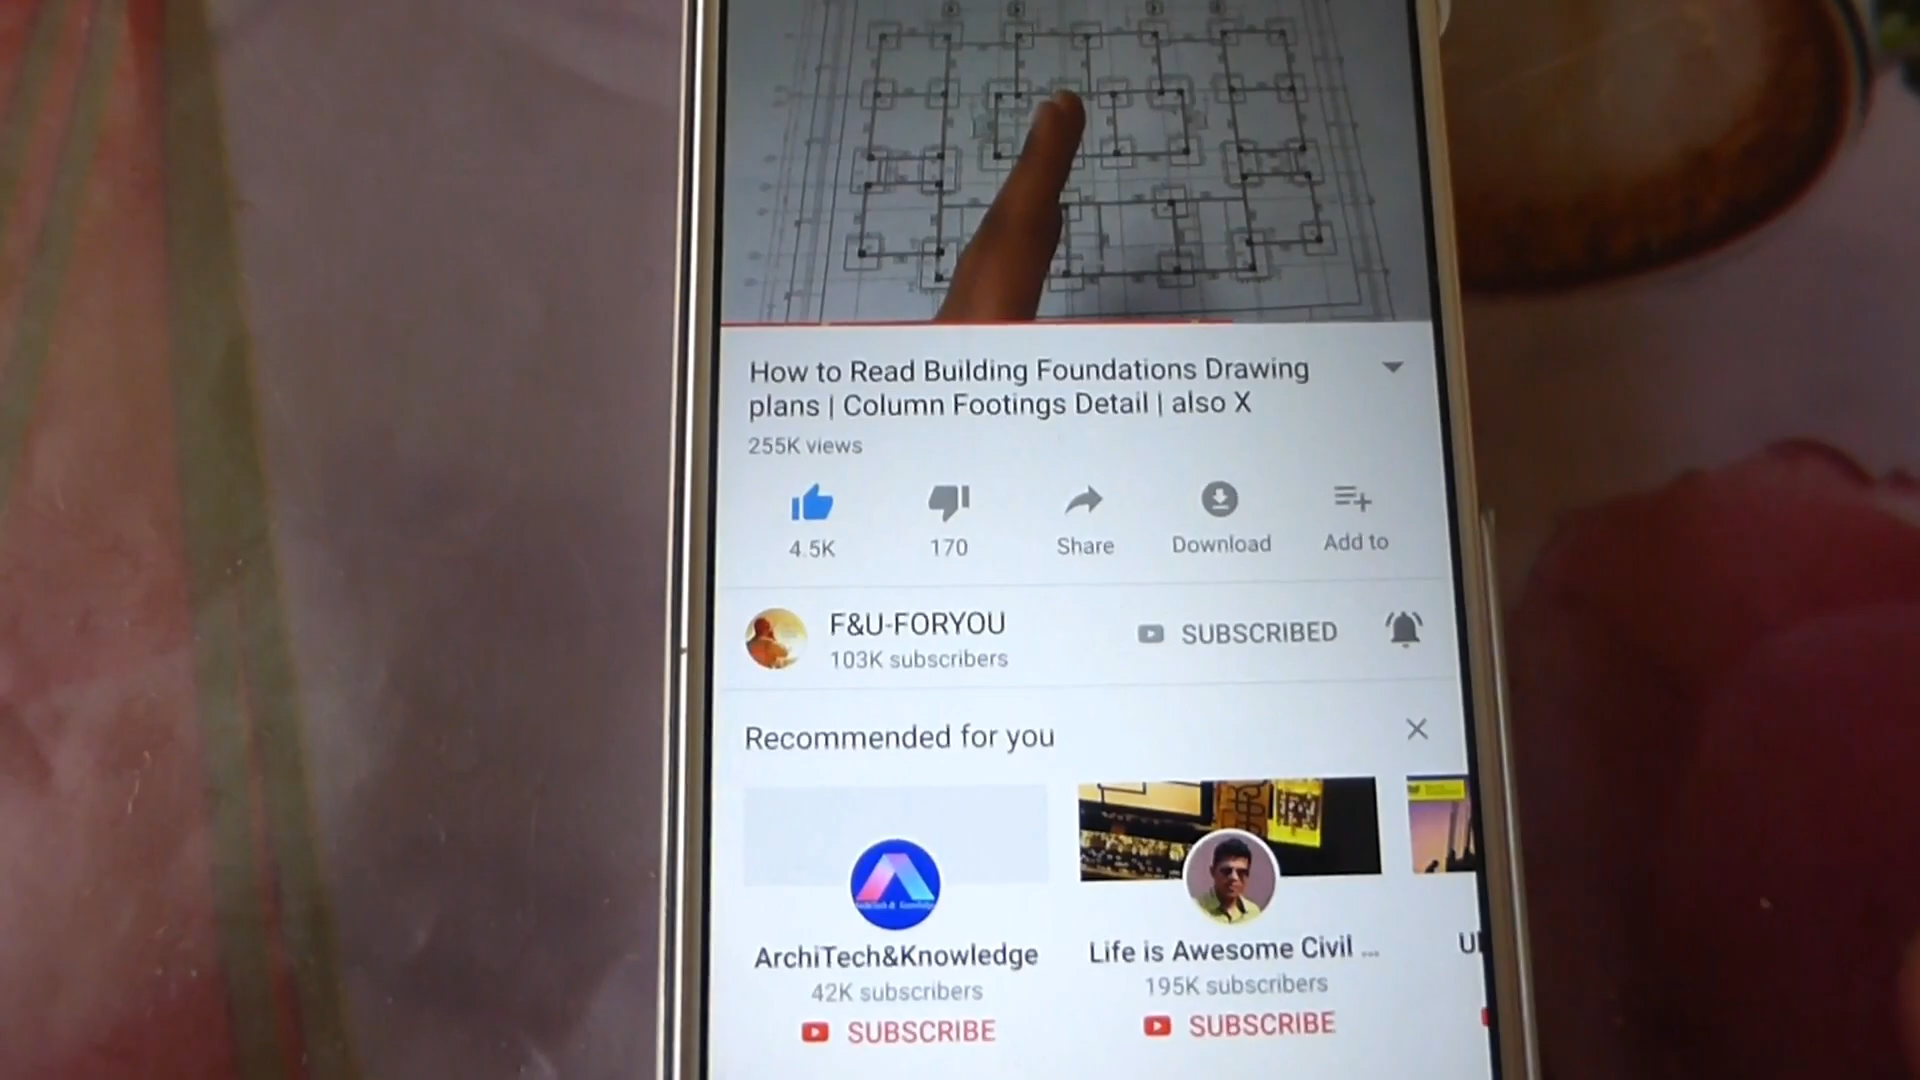 How to Read Building Foundations Drawing
plans | Column Footings Detail | also X
255K views
4.5K
170
Share
Download
Add to
F&U-FORYOU
103K subscribers
SUBSCRIBED
Recommended for you
ArchiTech&Knowledge
42K subscribers
SUBSCRIBE
Life is Awesome Civil ...
195K subscribers
SUBSCRIBE